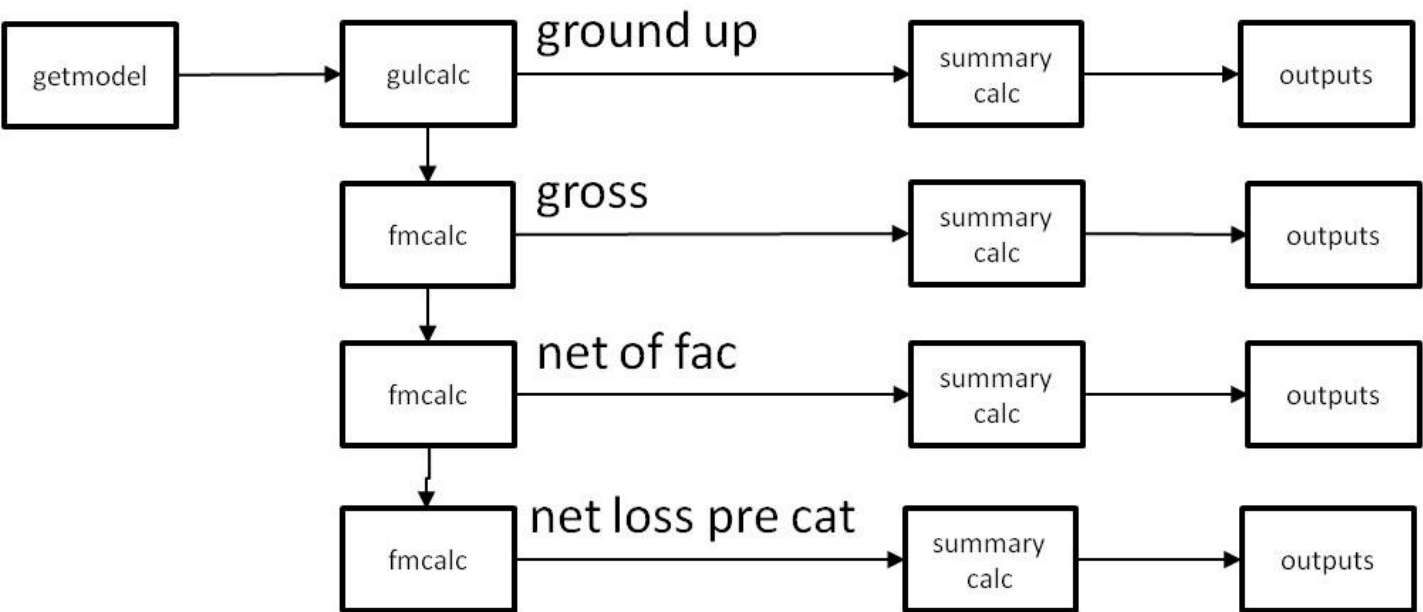 ground up
getmodel
gulcalc
summary
calc
outputs
gross
fmcalc
summary
calc
outputs
net of fac
fmcalc
summary
calc
outputs
net loss pre cat
fmcalc
summary
calc
outputs